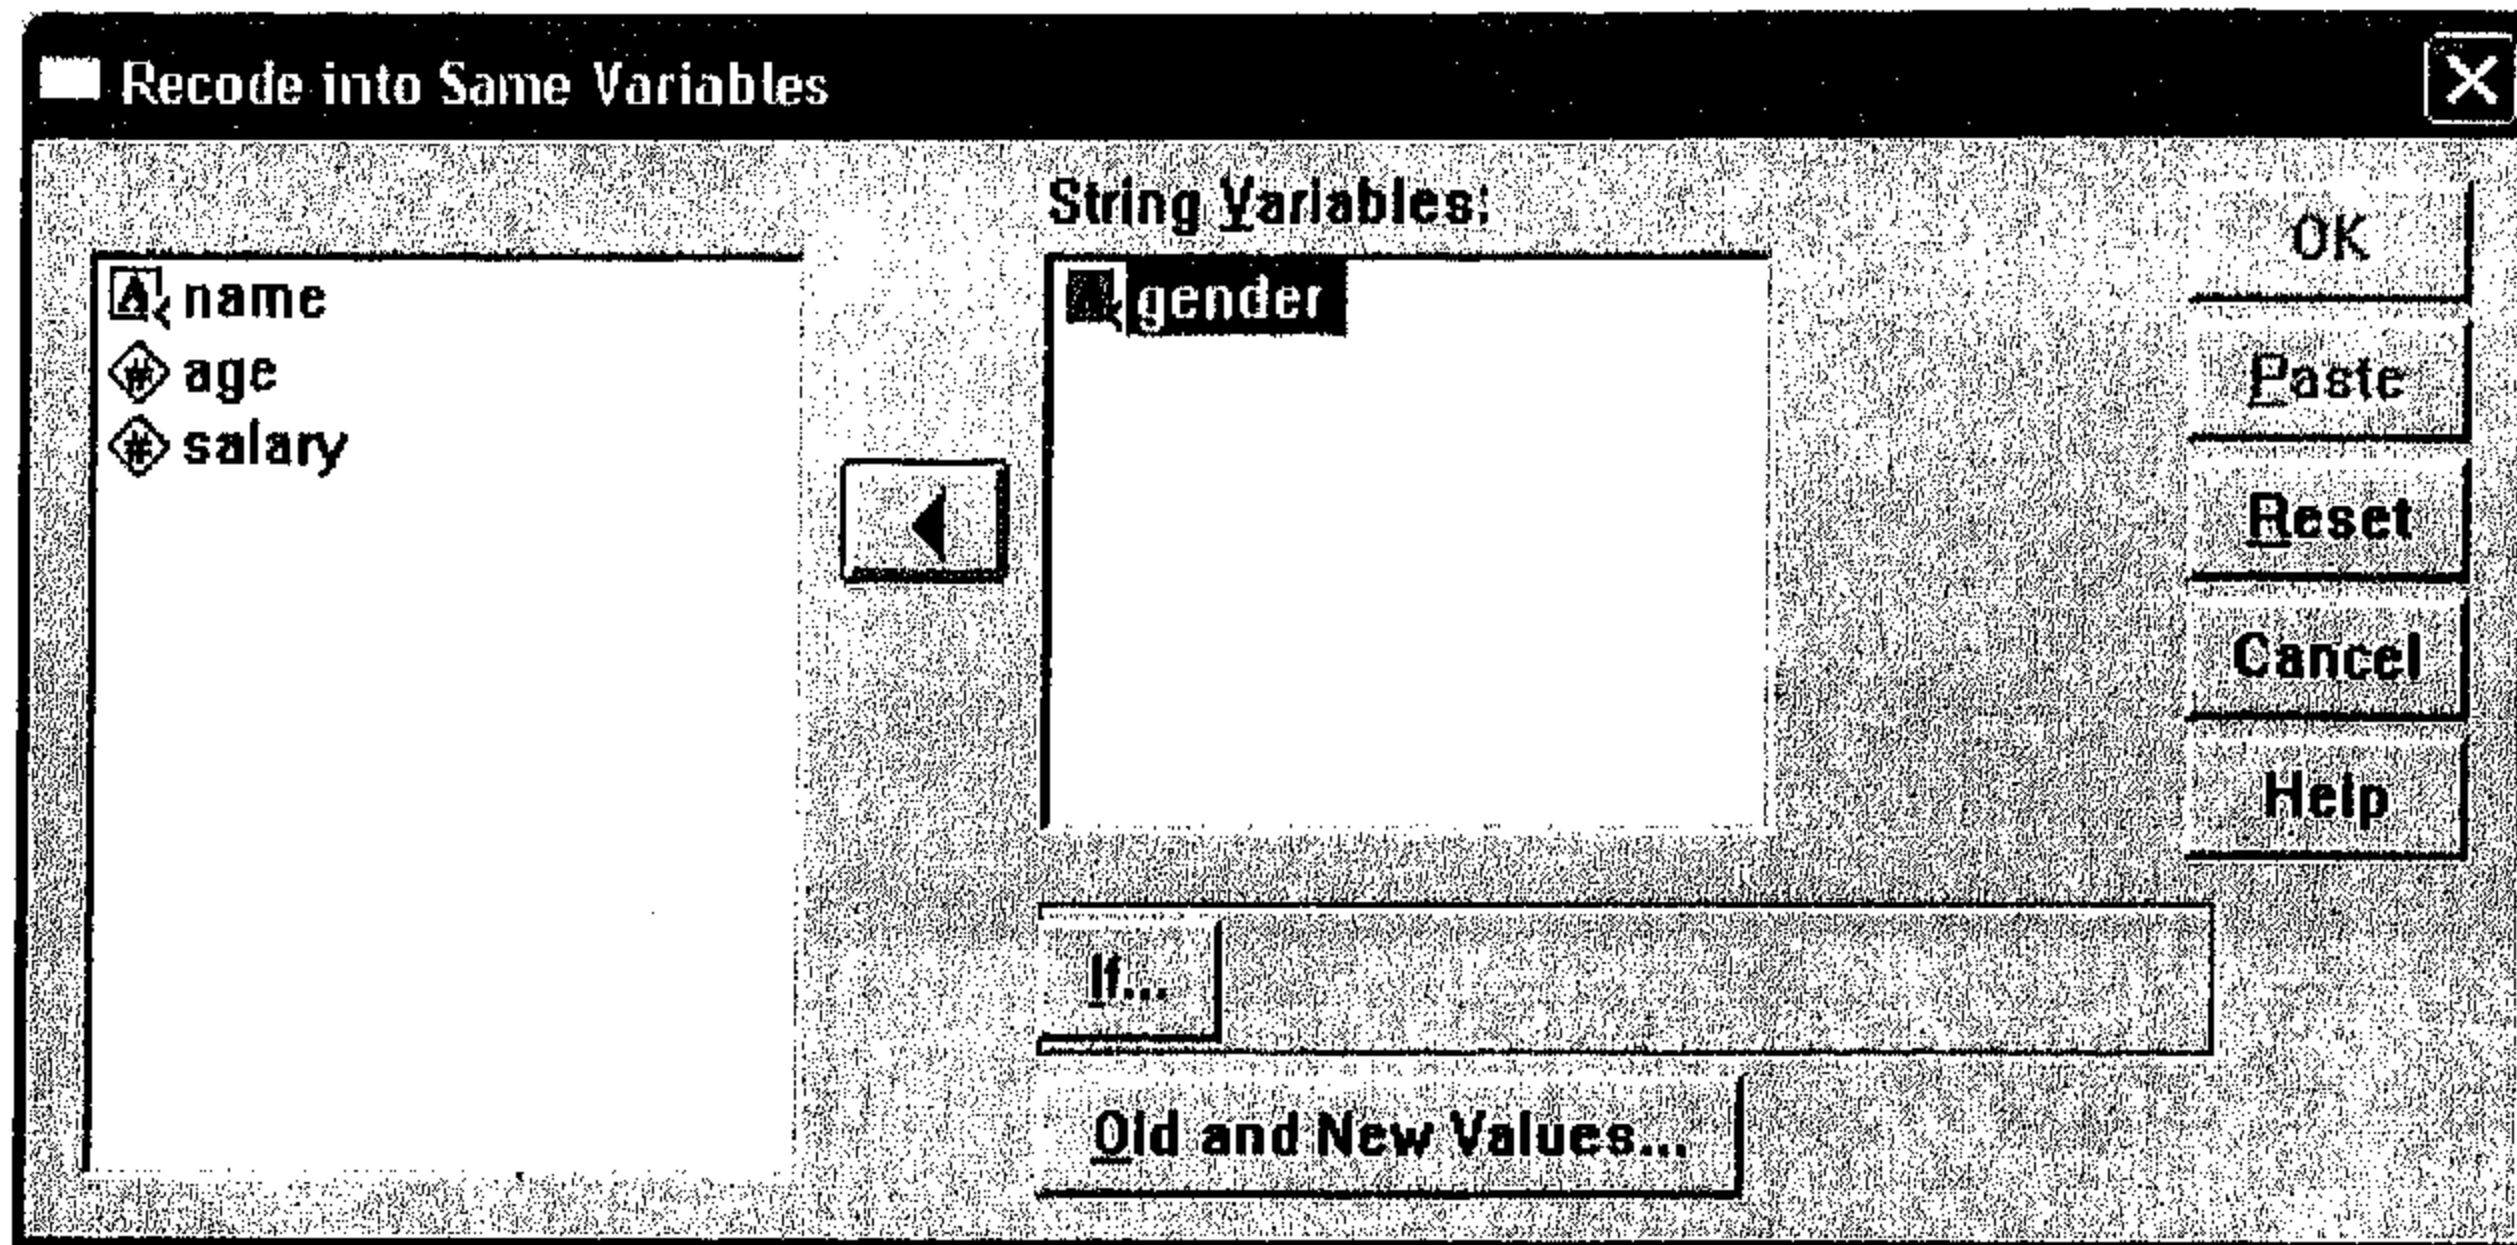 Recode into Same Variables
String Variables:
name
age
salary
gender
OK
Paste
Reset
Cancel
Help
If...
Old and New Values...